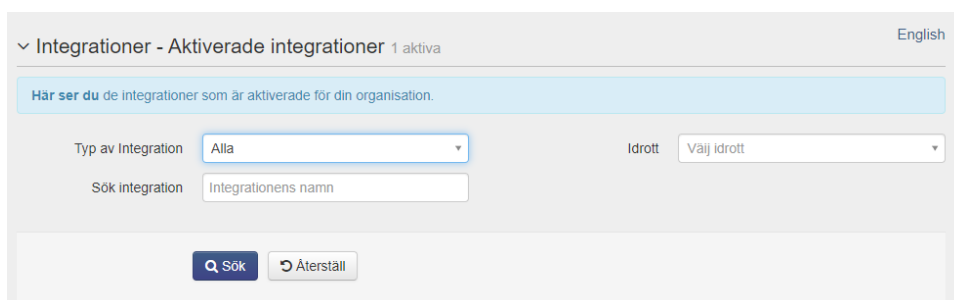 English
Integrationer - Aktiverade integrationer 1 aktiva
Här ser du de integrationer som är aktiverade för din organisation.
Typ av Integration Alla Idrott Välj idrott
Sök integration Integrationens namn
Sök Återställ